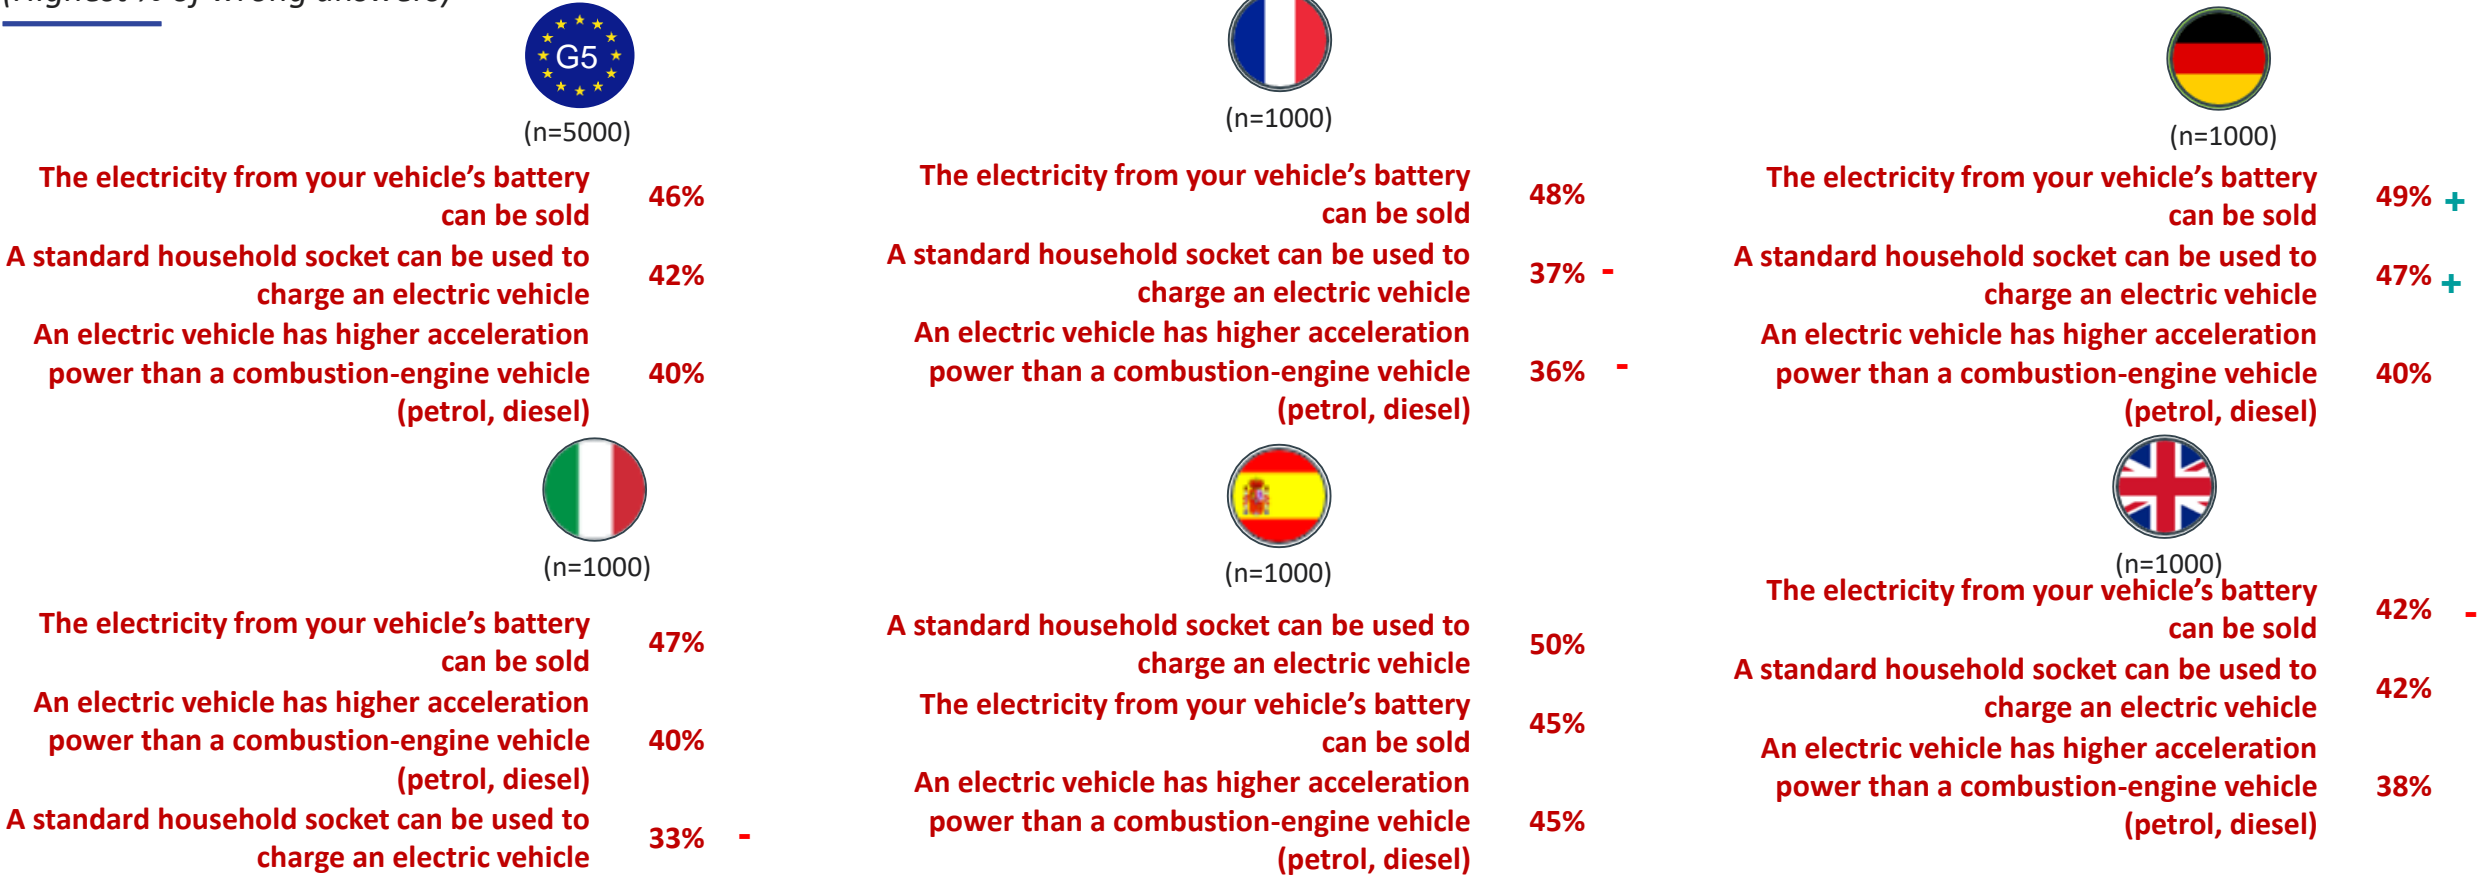 (Highest % of wrong answers)
G5
(n=5000)
The electricity from your vehicle's battery
can be sold
46%
A standard household socket can be used to
charge an electric vehicle
42%
An electric vehicle has higher acceleration
power than a combustion-engine vehicle
(petrol, diesel)
40%
(n=1000)
The electricity from your vehicle's battery
can be sold
48%
A standard household socket can be used to
charge an electric vehicle
37% -
An electric vehicle has higher acceleration
power than a combustion-engine vehicle
(petrol, diesel)
36% -
(n=1000)
The electricity from your vehicle's battery
can be sold
49% +
A standard household socket can be used to
charge an electric vehicle
47% +
An electric vehicle has higher acceleration
power than a combustion-engine vehicle
(petrol, diesel)
40%
(n=1000)
The electricity from your vehicle's battery
can be sold
47%
An electric vehicle has higher acceleration
power than a combustion-engine vehicle
(petrol, diesel)
40%
A standard household socket can be used to
charge an electric vehicle
33% -
(n=1000)
A standard household socket can be used to
charge an electric vehicle
50%
The electricity from your vehicle's battery
can be sold
45%
An electric vehicle has higher acceleration
power than a combustion-engine vehicle
(petrol, diesel)
45%
(n=1000)
The electricity from your vehicle's battery
can be sold
42% -
A standard household socket can be used to
charge an electric vehicle
42%
An electric vehicle has higher acceleration
power than a combustion-engine vehicle
(petrol, diesel)
38%